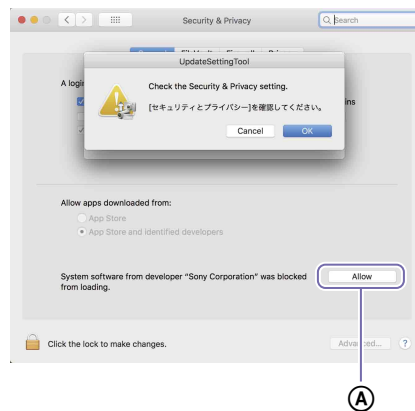 Security & Privacy
Search
UpdateSettingTool
Check the Security & Privacy setting.
[セキュリティとプライバシー]を確認してください。
Cancel
OK
A login
ins
Allow apps downloaded from:
App Store
App Store and identified developers
System software from developer “Sony Corporation” was blocked
from loading.
Allow
Click the lock to make changes.
Advanced...
?
A